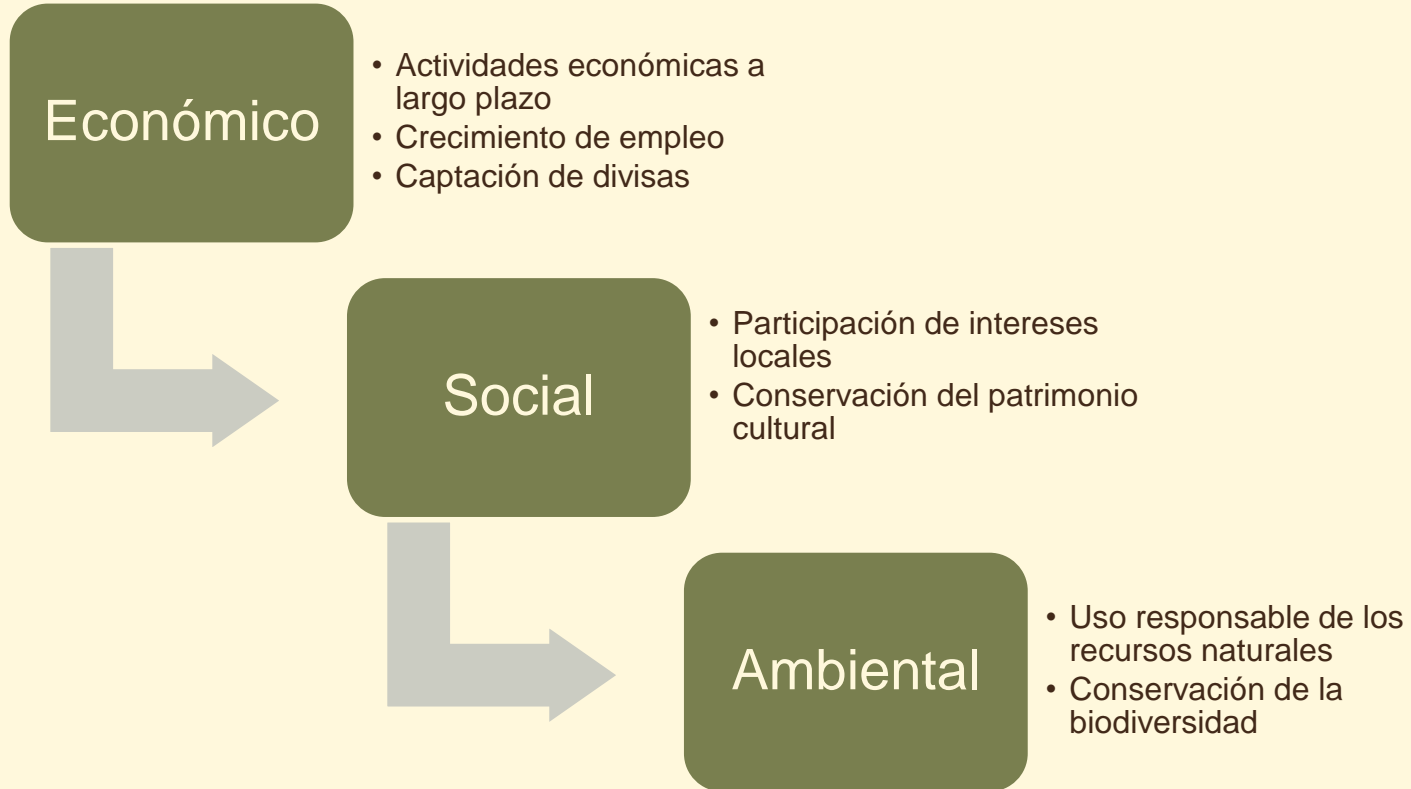 Económico
• Actividades económicas a
largo plazo
• Crecimiento de empleo
• Captación de divisas
Social
• Participación de intereses
locales
• Conservación del patrimonio
cultural
Ambiental
• Uso responsable de los
recursos naturales
• Conservación de la
biodiversidad